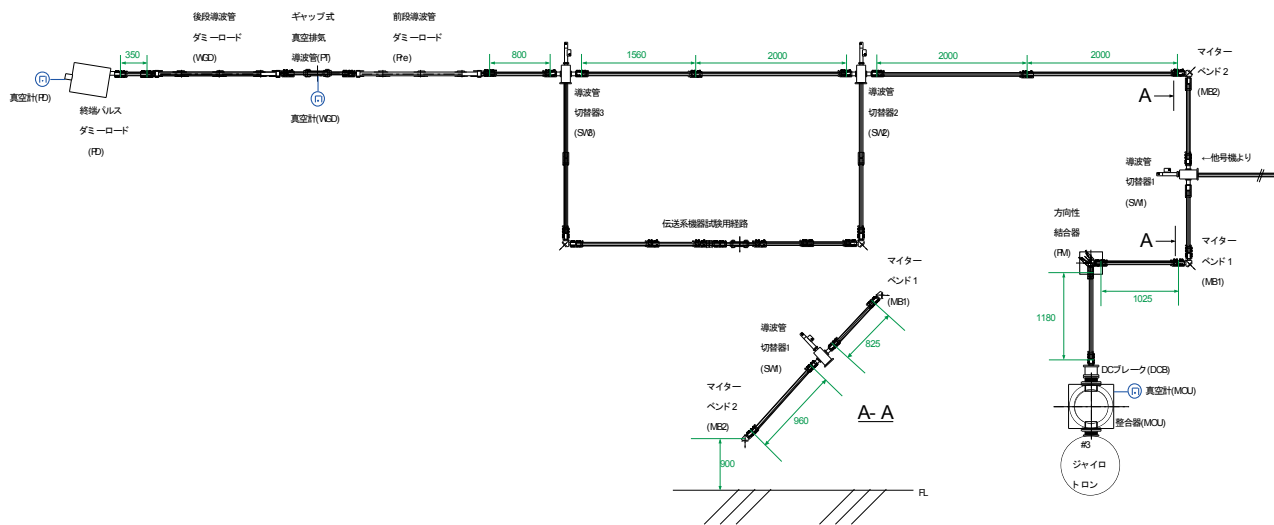 後段導波管
ダミーロード
(WGD)
ギャップ式
真空排気
導波管(PT)
前段導波管
ダミーロード
(Pre)
350
800
1560
2000
2000
2000
マイター
ベンド2
(MB2)
真空計(PD)
終端パルス
ダミーロード
(PD)
真空計(WGD)
導波管
切替器3
(SW3)
導波管
切替器2
(SW2)
A
←他号機より
導波管
切替器1
(SW1)
伝送系機器試験用経路
方向性
結合器
(PM)
A
マイター
ベンド1
(MB1)
1025
1180
マイター
ベンド1
(MB1)
導波管
切替器1
(SW1)
825
マイター
ベンド2
(MB2)
960
A-A
900
FL
DCブレーク(DCB)
真空計(MOU)
整合器(MOU)
#3
ジャイロ
トロン